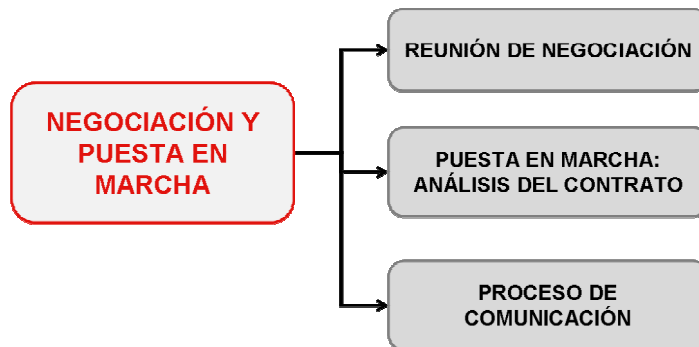 NEGOCIACIÓN Y
PUESTA EN
MARCHA
REUNIÓN DE NEGOCIACIÓN
PUESTA EN MARCHA:
ANÁLISIS DEL CONTRATO
PROCESO DE
COMUNICACIÓN